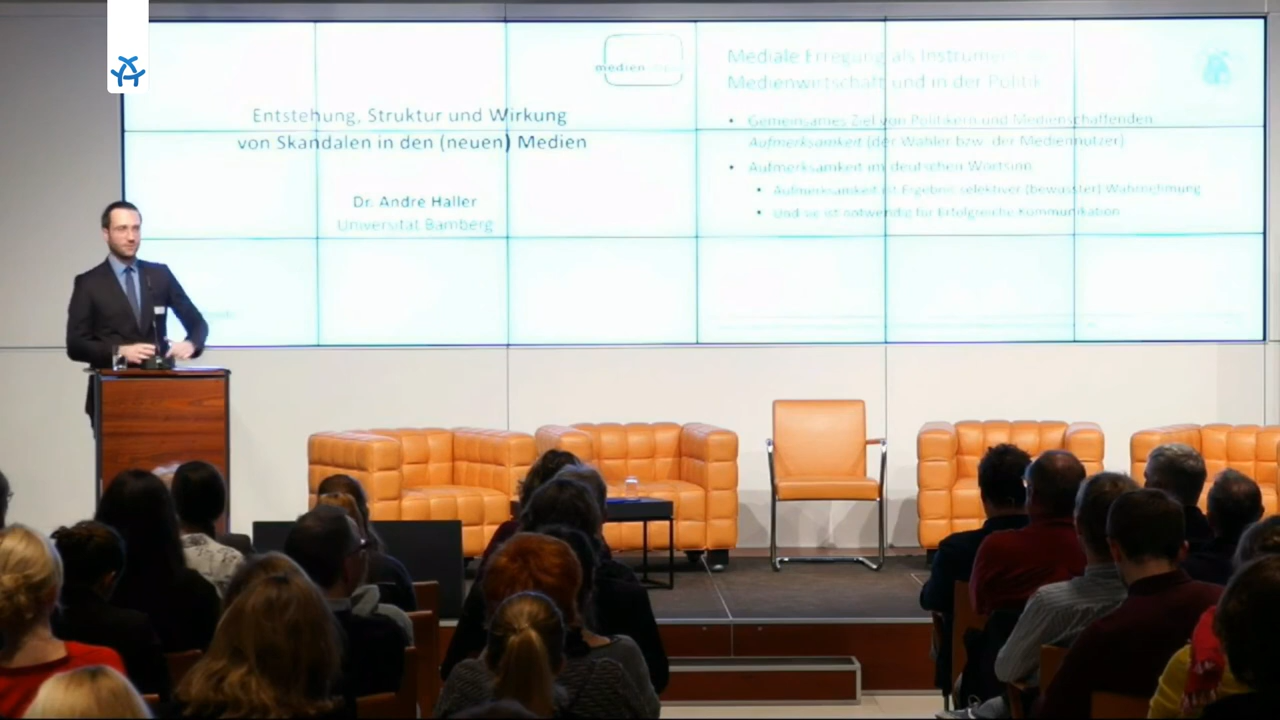 Entstehung, Struktur und Wirkung
von Skandalen in den (neuen) Medien
Dr. André Haller
Universität Bamberg
medien
Mediale Erregung als Instrument
Medienwirtschaft und in der Politik
• Gemeinsames Ziel von Politikern und Medienschaffenden:
Aufmerksamkeit (der Wähler bzw. der Mediennutzer)
• Aufmerksamkeit im deutschen Wortsinn
• Aufmerksamkeit ist Ergebnis selektiver (bewusster) Wahrnehmung
• Und sie ist notwendig für Erfolgreiche Kommunikation